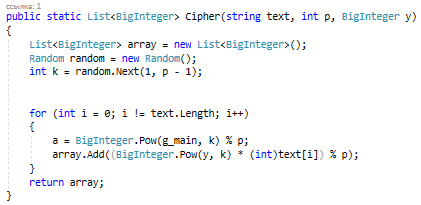 ссылка: 1
public static List<BigInteger> Cipher(string text, int p, BigInteger y)
{
List<BigInteger> array = new List<BigInteger>();
Random random = new Random();
int k = random.Next(1, p - 1);
for (int i = 0; i != text.Length; i++)
{
a = BigInteger.Pow(g_main, k) % p;
array.Add((BigInteger.Pow(y, k) * (int)text[i]) % p);
}
return array;
}